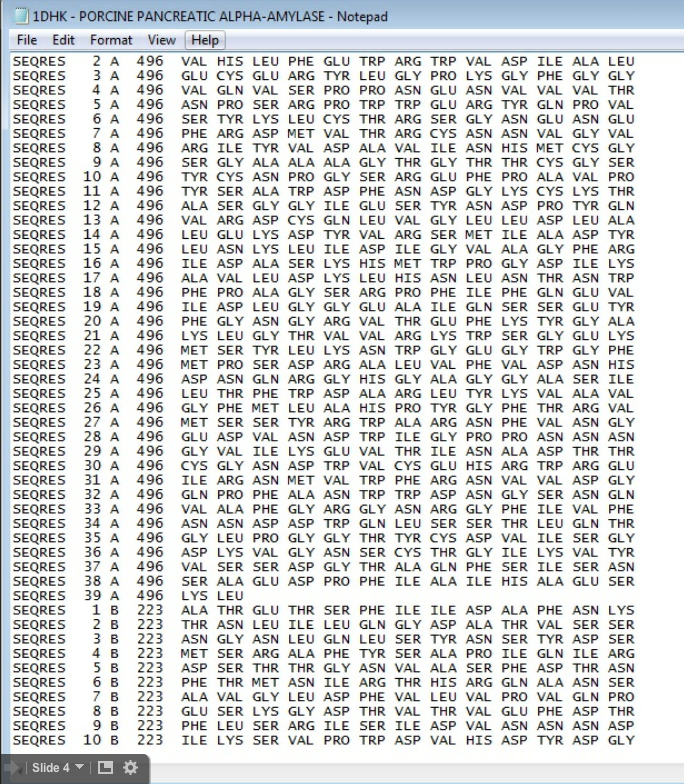 1DHK - PORCINE PANCREATIC ALPHA-AMYLASE - Notepad
File Edit Format View Help
SEQRES 2 A 496 VAL HIS LEU PHE GLU TRP ARG TRP VAL ASP ILE ALA LEU
SEQRES 3 A 496 GLU CYS GLU ARG TYR LEU GLY PRO LYS GLY PHE GLY GLY
SEQRES 4 A 496 VAL GLN VAL SER PRO PRO ASN GLU ASN VAL VAL VAL THR
SEQRES 5 A 496 ASN PRO SER ARG PRO TRP TRP GLU ARG TYR GLN PRO VAL
SEQRES 6 A 496 SER TYR LYS LEU CYS THR ARG SER GLY ASN GLU ASN GLU
SEQRES 7 A 496 PHE ARG ASP MET VAL THR ARG CYS ASN ASN VAL GLY VAL
SEQRES 8 A 496 ARG ILE TYR VAL ASP ALA VAL ILE ASN HIS MET CYS GLY
SEQRES 9 A 496 SER GLY ALA ALA ALA GLY THR GLY THR THR CYS GLY SER
SEQRES 10 A 496 TYR CYS ASN PRO GLY SER ARG GLU PHE PRO ALA VAL PRO
SEQRES 11 A 496 TYR SER ALA TRP ASP PHE ASN ASP GLY LYS CYS LYS THR
SEQRES 12 A 496 ALA SER GLY GLY ILE GLU SER TYR ASN ASP PRO TYR GLN
SEQRES 13 A 496 VAL ARG ASP CYS GLN LEU VAL GLY LEU LEU ASP LEU ALA
SEQRES 14 A 496 LEU GLU LYS ASP TYR VAL ARG SER MET ILE ALA ASP TYR
SEQRES 15 A 496 LEU ASN LYS LEU ILE ASP ILE GLY VAL ALA GLY PHE ARG
SEQRES 16 A 496 ILE ASP ALA SER LYS HIS MET TRP PRO GLY ASP ILE LYS
SEQRES 17 A 496 ALA VAL LEU ASP LYS LEU HIS ASN LEU ASN THR ASN TRP
SEQRES 18 A 496 PHE PRO ALA GLY SER ARG PRO PHE ILE PHE GLN GLU VAL
SEQRES 19 A 496 ILE ASP LEU GLY GLY GLU ALA ILE GLN SER SER GLU TYR
SEQRES 20 A 496 PHE GLY ASN GLY ARG VAL THR GLU PHE LYS TYR GLY ALA
SEQRES 21 A 496 LYS LEU GLY THR VAL VAL ARG LYS TRP SER GLY GLU LYS
SEQRES 22 A 496 MET SER TYR LEU LYS ASN TRP GLY GLU GLY TRP GLY PHE
SEQRES 23 A 496 MET PRO SER ASP ARG ALA LEU VAL PHE VAL ASP ASN HIS
SEQRES 24 A 496 ASP ASN GLN ARG GLY HIS GLY ALA GLY GLY ALA SER ILE
SEQRES 25 A 496 LEU THR PHE TRP ASP ALA ARG LEU TYR LYS VAL ALA VAL
SEQRES 26 A 496 GLY PHE MET LEU ALA HIS PRO TYR GLY PHE THR ARG VAL
SEQRES 27 A 496 MET SER SER TYR ARG TRP ALA ARG ASN PHE VAL ASN GLY
SEQRES 28 A 496 GLU ASP VAL ASN ASP TRP ILE GLY PRO PRO ASN ASN ASN
SEQRES 29 A 496 GLY VAL ILE LYS GLU VAL THR ILE ASN ALA ASP THR THR
SEQRES 30 A 496 CYS GLY ASN ASP TRP VAL CYS GLU HIS ARG TRP ARG GLU
SEQRES 31 A 496 ILE ARG ASN MET VAL TRP PHE ARG ASN VAL VAL ASP GLY
SEQRES 32 A 496 GLN PRO PHE ALA ASN TRP TRP ASP ASN GLY SER ASN GLN
SEQRES 33 A 496 VAL ALA PHE GLY ARG GLY ASN ARG GLY PHE ILE VAL PHE
SEQRES 34 A 496 ASN ASN ASP ASP TRP GLN LEU SER SER THR LEU GLN THR
SEQRES 35 A 496 GLY LEU PRO GLY GLY THR TYR CYS ASP VAL ILE SER GLY
SEQRES 36 A 496 ASP LYS VAL GLY ASN SER CYS THR GLY ILE LYS VAL TYR
SEQRES 37 A 496 VAL SER SER ASP GLY THR ALA GLN PHE SER ILE SER ASN
SEQRES 38 A 496 SER ALA GLU ASP PRO PHE ILE ALA ILE HIS ALA GLU SER
SEQRES 39 A 496 LYS LEU
SEQRES 1 B 223 ALA THR GLU THR SER PHE ILE ILE ASP ALA PHE ASN LYS
SEQRES 2 B 223 THR ASN LEU ILE LEU GLN GLY ASP ALA THR VAL SER SER
SEQRES 3 B 223 ASN GLY ASN LEU GLN LEU SER TYR ASN SER TYR ASP SER
SEQRES 4 B 223 MET SER ARG ALA PHE TYR SER ALA PRO ILE GLN ILE ARG
SEQRES 5 B 223 ASP SER THR THR GLY ASN VAL ALA SER PHE ASP THR ASN
SEQRES 6 B 223 PHE THR MET ASN ILE ARG THR HIS ARG GLN ALA ASN SER
SEQRES 7 B 223 ALA VAL GLY LEU ASP PHE VAL LEU VAL PRO VAL GLN PRO
SEQRES 8 B 223 GLU SER LYS GLY ASP THR VAL THR VAL GLU PHE ASP THR
SEQRES 9 B 223 PHE LEU SER ARG ILE SER ILE ASP VAL ASN ASN ASN ASP
SEQRES 10 B 223 ILE LYS SER VAL PRO TRP ASP VAL HIS ASP TYR ASP GLY
Slide 4